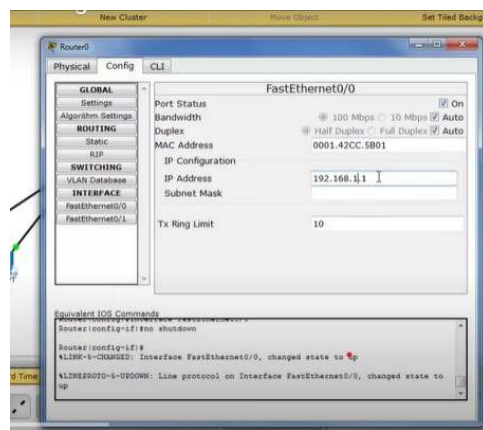 New Cluster
Move Object
Set Tiled Backg
Router0
Physical Config CLI
GLOBAL
Settings
Algorithm Settings
ROUTING
Static
RIP
SWITCHING
VLAN Database
INTERFACE
FastEthernet0/0
FastEthernet0/1
FastEthernet0/0
Port Status On
Bandwidth 100 Mbps 10 Mbps Auto
Duplex Half Duplex Full Duplex Auto
MAC Address 0001.42CC.5B01
IP Configuration
IP Address 192.168.1.1
Subnet Mask
Tx Ring Limit 10
Equivalent IOS Commands
Router(config-if)#no shutdown
Router(config-if)#
%LINK-5-CHANGED: Interface FastEthernet0/0, changed state to up
%LINEPROTO-5-UPDOWN: Line protocol on Interface FastEthernet0/0, changed state to
up
d Time